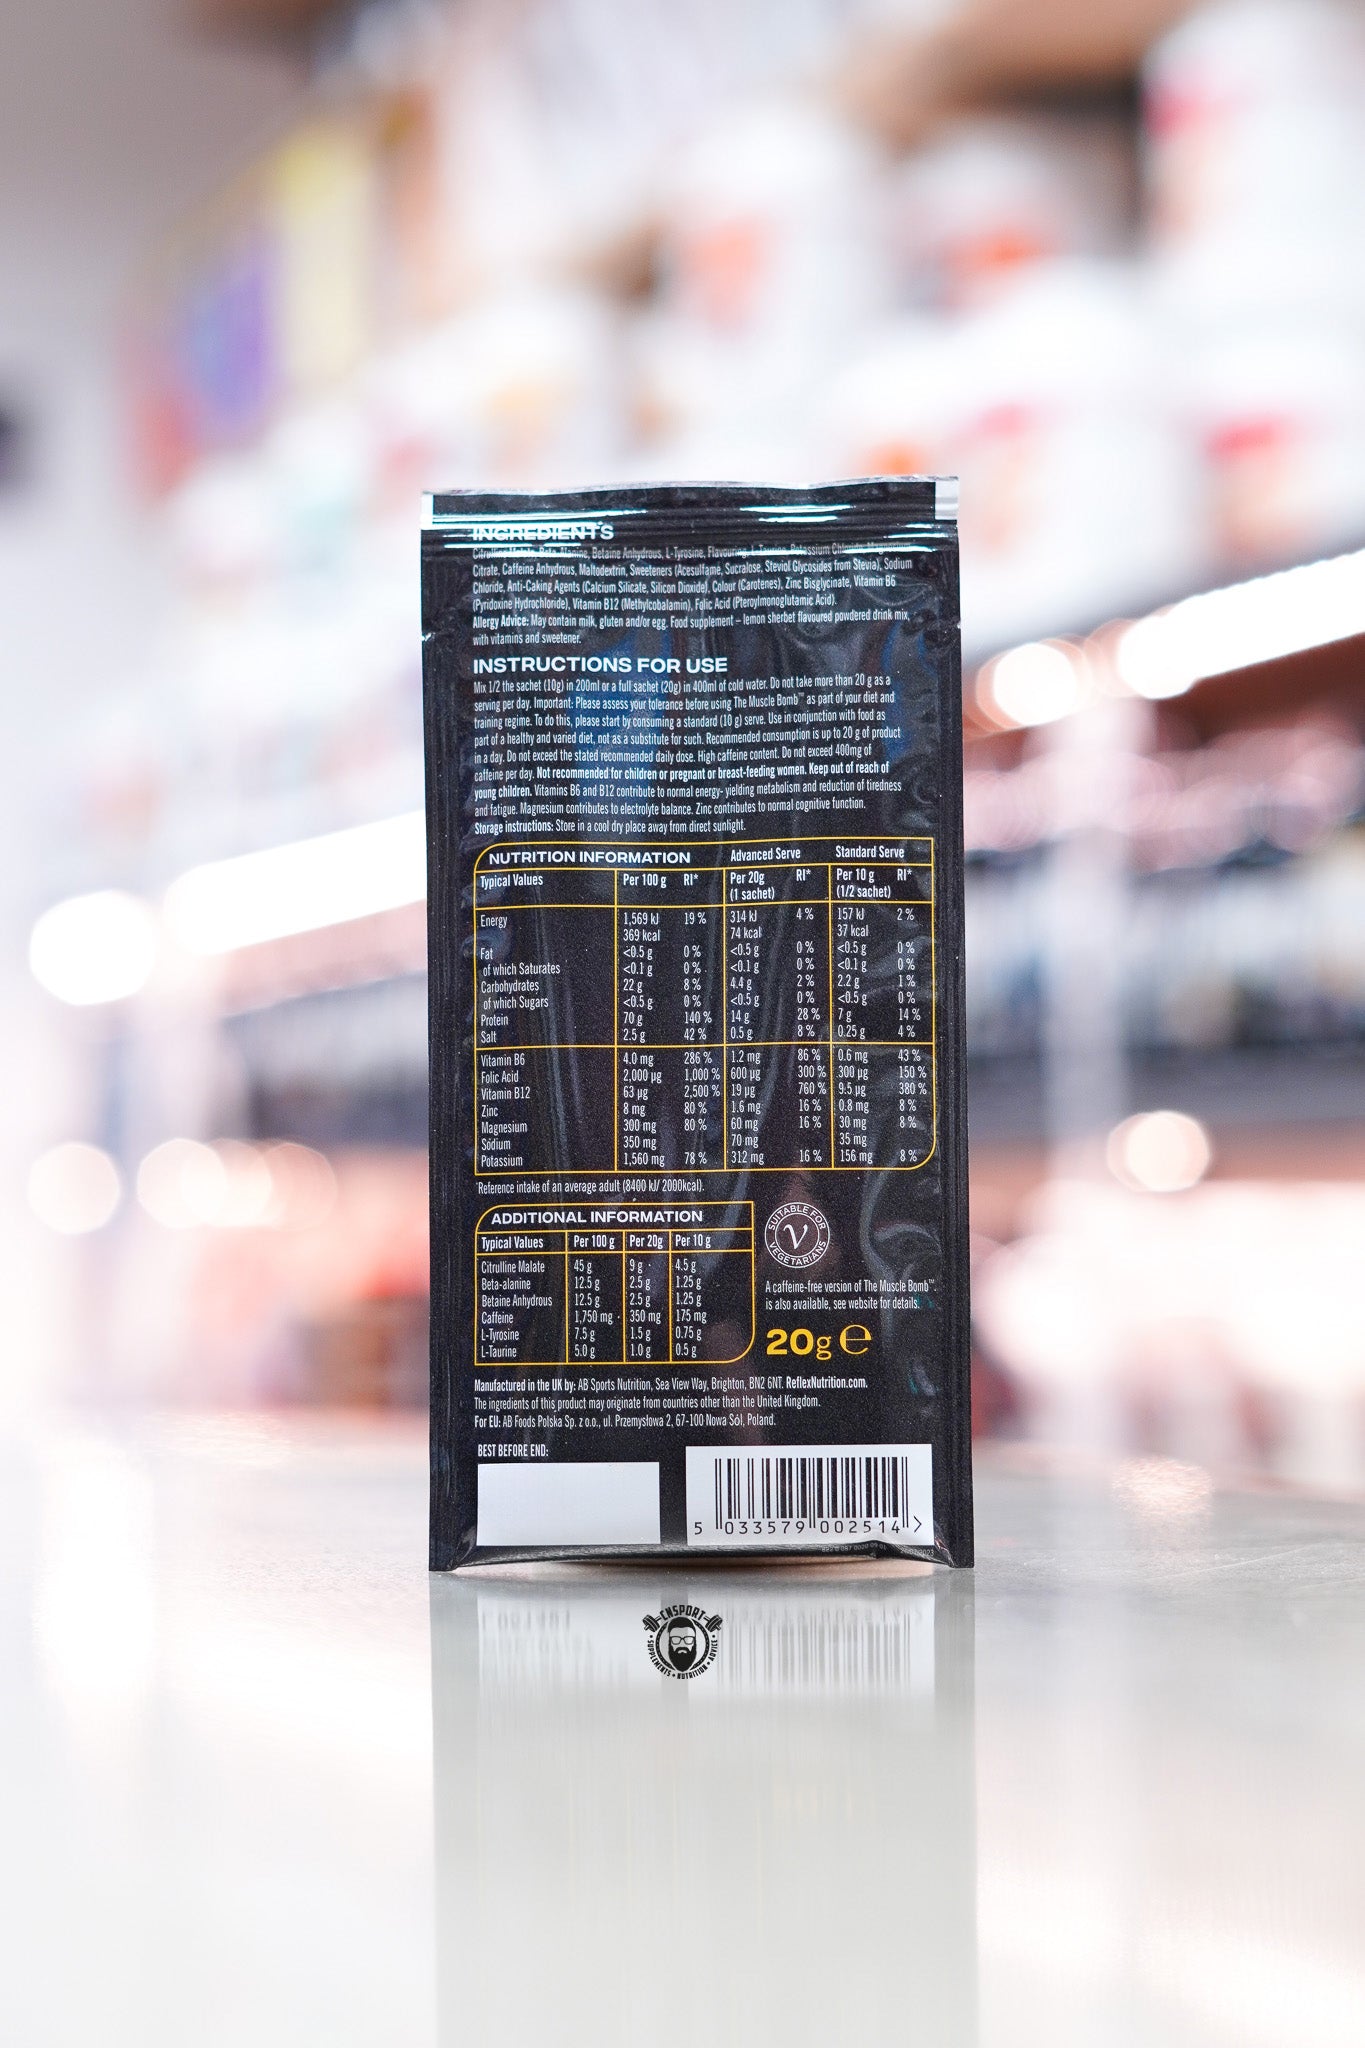 INGREDIENTS
Citrulline Malate, Beta-Alanine, Betaine Anhydrous, L-Tyrosine, Flavouring, L-Taurine, Potassium Chloride, Magnesium
Citrate, Caffeine Anhydrous, Maltodextrin, Sweeteners (Acesulfame, Sucralose, Steviol Glycosides from Stevia), Sodium
Chloride, Anti-Caking Agents (Calcium Silicate, Silicon Dioxide), Colour (Carotenes), Zinc Bisglycinate, Vitamin B6
(Pyridoxine Hydrochloride), Vitamin B12 (Methylcobalamin), Folic Acid (Pteroylmonoglutamic Acid).
Allergy Advice: May contain milk, gluten and/or egg. Food supplement – lemon sherbet flavoured powdered drink mix,
with vitamins and sweetener.
INSTRUCTIONS FOR USE
Mix 1/2 the sachet (10g) in 200ml or a full sachet (20g) in 400ml of cold water. Do not take more than 20 g as a
serving per day. Important: Please assess your tolerance before using The Muscle Bomb™ as part of your diet and
training regime. To do this, please start by consuming a standard (10 g) serve. Use in conjunction with food as
part of a healthy and varied diet, not as a substitute for such. Recommended consumption is up to 20 g of product
in a day. Do not exceed the stated recommended daily dose. High caffeine content. Do not exceed 400mg of
caffeine per day. Not recommended for children or pregnant or breast-feeding women. Keep out of reach of
young children. Vitamins B6 and B12 contribute to normal energy- yielding metabolism and reduction of tiredness
and fatigue. Magnesium contributes to electrolyte balance. Zinc contributes to normal cognitive function.
Storage instructions: Store in a cool dry place away from direct sunlight.
NUTRITION INFORMATION Advanced Serve Standard Serve
Typical Values Per 100 g RI* Per 20g RI* Per 10 g RI*
(1 sachet) (1/2 sachet)
Energy 1,569 kJ 19 % 314 kJ 4 % 157 kJ 2 %
369 kcal 74 kcal 37 kcal
Fat <0.5 g 0 % <0.5 g 0 % <0.5 g 0 %
of which Saturates <0.1 g 0 % <0.1 g 0 % <0.1 g 0 %
Carbohydrates 22 g 8 % 4.4 g 2 % 2.2 g 1 %
of which Sugars <0.5 g 0 % <0.5 g 0 % <0.5 g 0 %
Protein 70 g 140 % 14 g 28 % 7 g 14 %
Salt 2.5 g 42 % 0.5 g 8 % 0.25 g 4 %
Vitamin B6 4.0 mg 286 % 1.2 mg 86 % 0.6 mg 43 %
Folic Acid 2,000 µg 1,000 % 600 µg 300 % 300 µg 150 %
Vitamin B12 63 µg 2,500 % 19 µg 760 % 9.5 µg 380 %
Zinc 8 mg 80 % 1.6 mg 16 % 0.8 mg 8 %
Magnesium 300 mg 80 % 60 mg 16 % 30 mg 8 %
Sodium 350 mg 70 mg 35 mg
Potassium 1,560 mg 78 % 312 mg 16 % 156 mg 8 %
*Reference intake of an average adult (8400 kJ/ 2000kcal).
ADDITIONAL INFORMATION
Typical Values Per 100 g Per 20g Per 10 g
Citrulline Malate 45 g 9 g 4.5 g
Beta-alanine 12.5 g 2.5 g 1.25 g
Betaine Anhydrous 12.5 g 2.5 g 1.25 g
Caffeine 1,750 mg 350 mg 175 mg
L-Tyrosine 7.5 g 1.5 g 0.75 g
L-Taurine 5.0 g 1.0 g 0.5 g
SUITABLE FOR VEGETARIANS
V
A caffeine-free version of The Muscle Bomb™.
is also available, see website for details.
20g ℮
Manufactured in the UK by: AB Sports Nutrition, Sea View Way, Brighton, BN2 6NT. ReflexNutrition.com.
The ingredients of this product may originate from countries other than the United Kingdom.
For EU: AB Foods Polska Sp. z o.o., ul. Przemysłowa 2, 67-100 Nowa Sól, Poland.
BEST BEFORE END:
5 033579 002514 >
CNSPORT
SUPPLEMENTS • NUTRITION • ADVICE